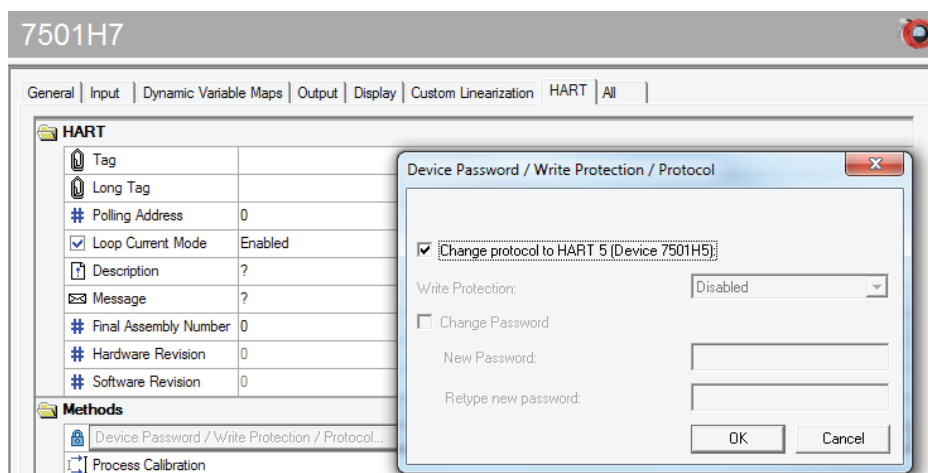 7501H7
General Input Dynamic Variable Maps Output Display Custom Linearization HART All
HART
Tag
Long Tag
Polling Address 0
Loop Current Mode Enabled
Description ?
Message ?
Final Assembly Number 0
Hardware Revision 0
Software Revision 0
Methods
Device Password / Write Protection / Protocol...
Process Calibration
Device Password / Write Protection / Protocol
Change protocol to HART 5 (Device 7501H5):
Write Protection: Disabled
Change Password
New Password:
Retype new password:
OK Cancel